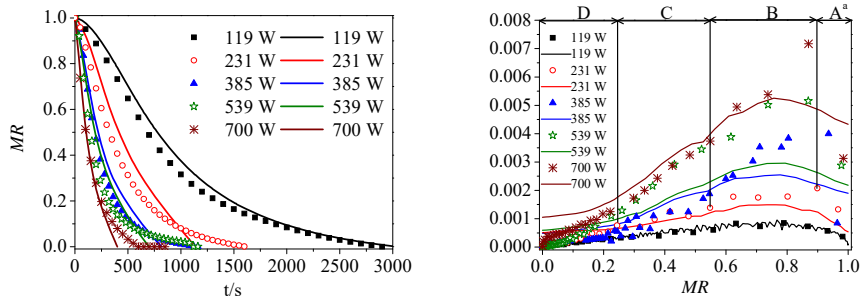 1.0
0.8
0.6
0.4
0.2
0.0
MR
0 500 1000 1500 2000 2500 3000
t/s
119 W 119 W
231 W 231 W
385 W 385 W
539 W 539 W
700 W 700 W
D C B Aᵃ
0.008
0.007
0.006
0.005
0.004
0.003
0.002
0.001
0.000
119 W
119 W
231 W
231 W
385 W
385 W
539 W
539 W
700 W
700 W
0.0 0.2 0.4 0.6 0.8 1.0
MR